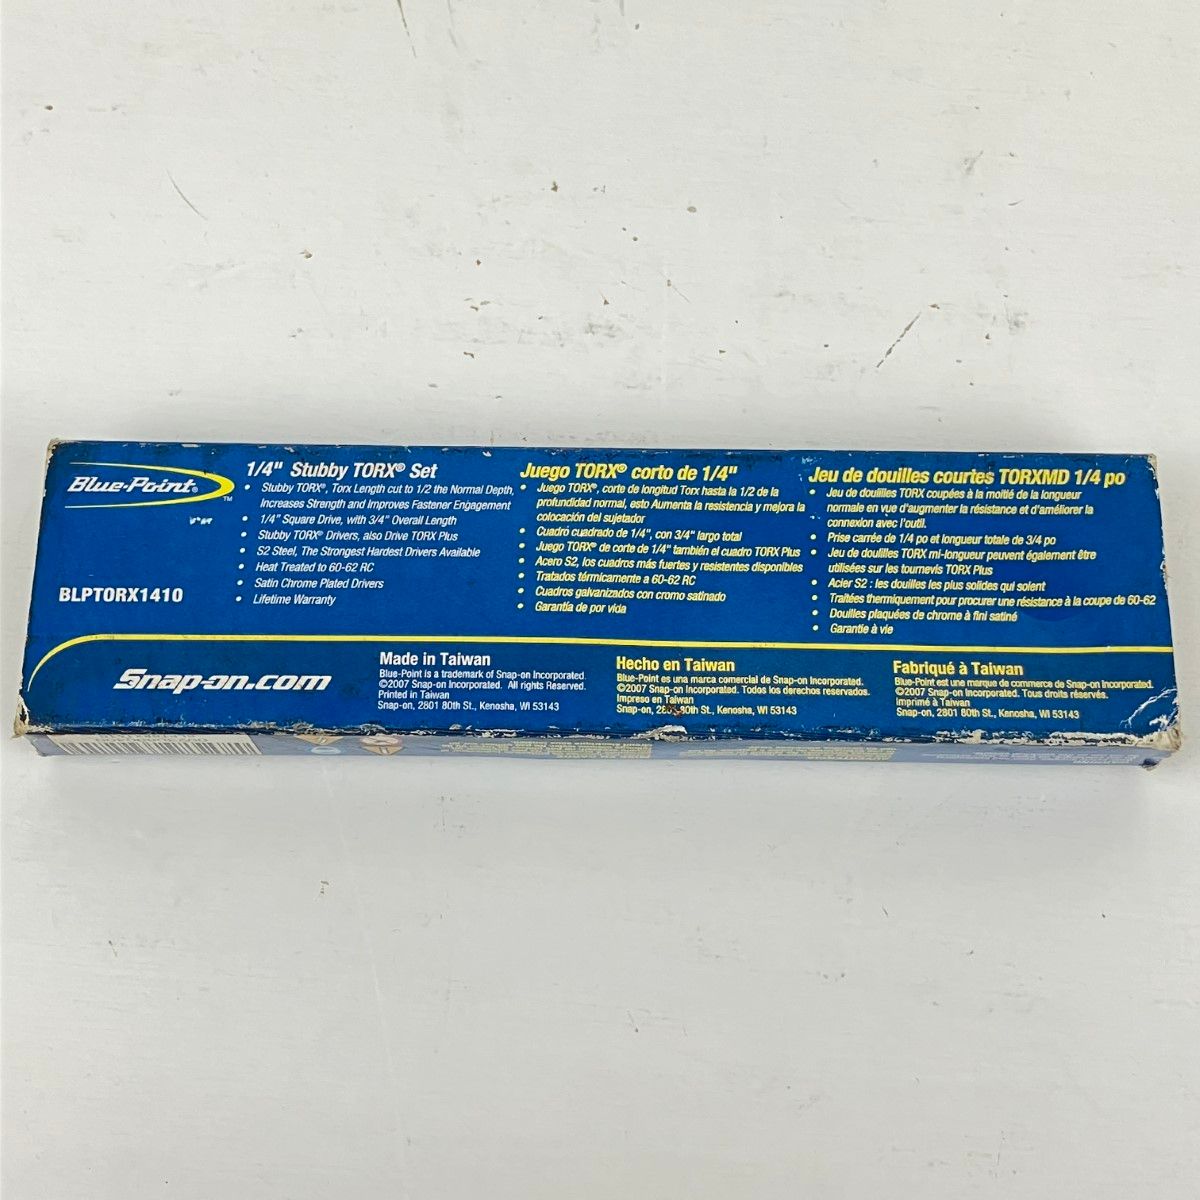 Blue-Point® ™
BLPTORX1410
1/4" Stubby TORX® Set
• Stubby TORX®, Torx Length cut to 1/2 the Normal Depth,
Increases Strength and Improves Fastener Engagement
• 1/4" Square Drive, with 3/4" Overall Length
• Stubby TORX® Drivers, also Drive TORX Plus
• S2 Steel, The Strongest Hardest Drivers Available
• Heat Treated to 60-62 RC
• Satin Chrome Plated Drivers
• Lifetime Warranty
Juego TORX® corto de 1/4"
• Juego TORX®, corte de longitud Torx hasta la 1/2 de la
profundidad normal, esto Aumenta la resistencia y mejora la
colocación del sujetador
• Cuadro cuadrado de 1/4", con 3/4" largo total
• Juego TORX® de corte de 1/4" también el cuadro TORX Plus
• Acero S2, los cuadros más fuertes y resistentes disponibles
• Tratados térmicamente a 60-62 RC
• Cuadros galvanizados con cromo satinado
• Garantía de por vida
Jeu de douilles courtes TORXMD 1/4 po
• Jeu de douilles TORX coupées à la moitié de la longueur
normale en vue d'augmenter la résistance et d'améliorer la
connexion avec l'outil.
• Prise carrée de 1/4 po et longueur totale de 3/4 po
• Jeu de douilles TORX mi-longueur peuvent également être
utilisées sur les tournevis TORX Plus
• Acier S2 : les douilles les plus solides qui soient
• Traitées thermiquement pour procurer une résistance à la coupe de 60-62
• Douilles plaquées de chrome à fini satiné
• Garantie à vie
Snap-on.com
Made in Taiwan
Blue-Point is a trademark of Snap-on Incorporated.
©2007 Snap-on Incorporated. All rights Reserved.
Printed in Taiwan
Snap-on, 2801 80th St., Kenosha, WI 53143
Hecho en Taiwan
Blue-Point es una marca comercial de Snap-on Incorporated.
©2007 Snap-on Incorporated. Todos los derechos reservados.
Impreso en Taiwan
Snap-on, 2801 80th St., Kenosha, WI 53143
Fabriqué à Taiwan
Blue-Point est une marque de commerce de Snap-on Incorporated.
©2007 Snap-on Incorporated. Tous droits réservés.
imprimé à Taiwan
Snap-on, 2801 80th St., Kenosha, WI 53143